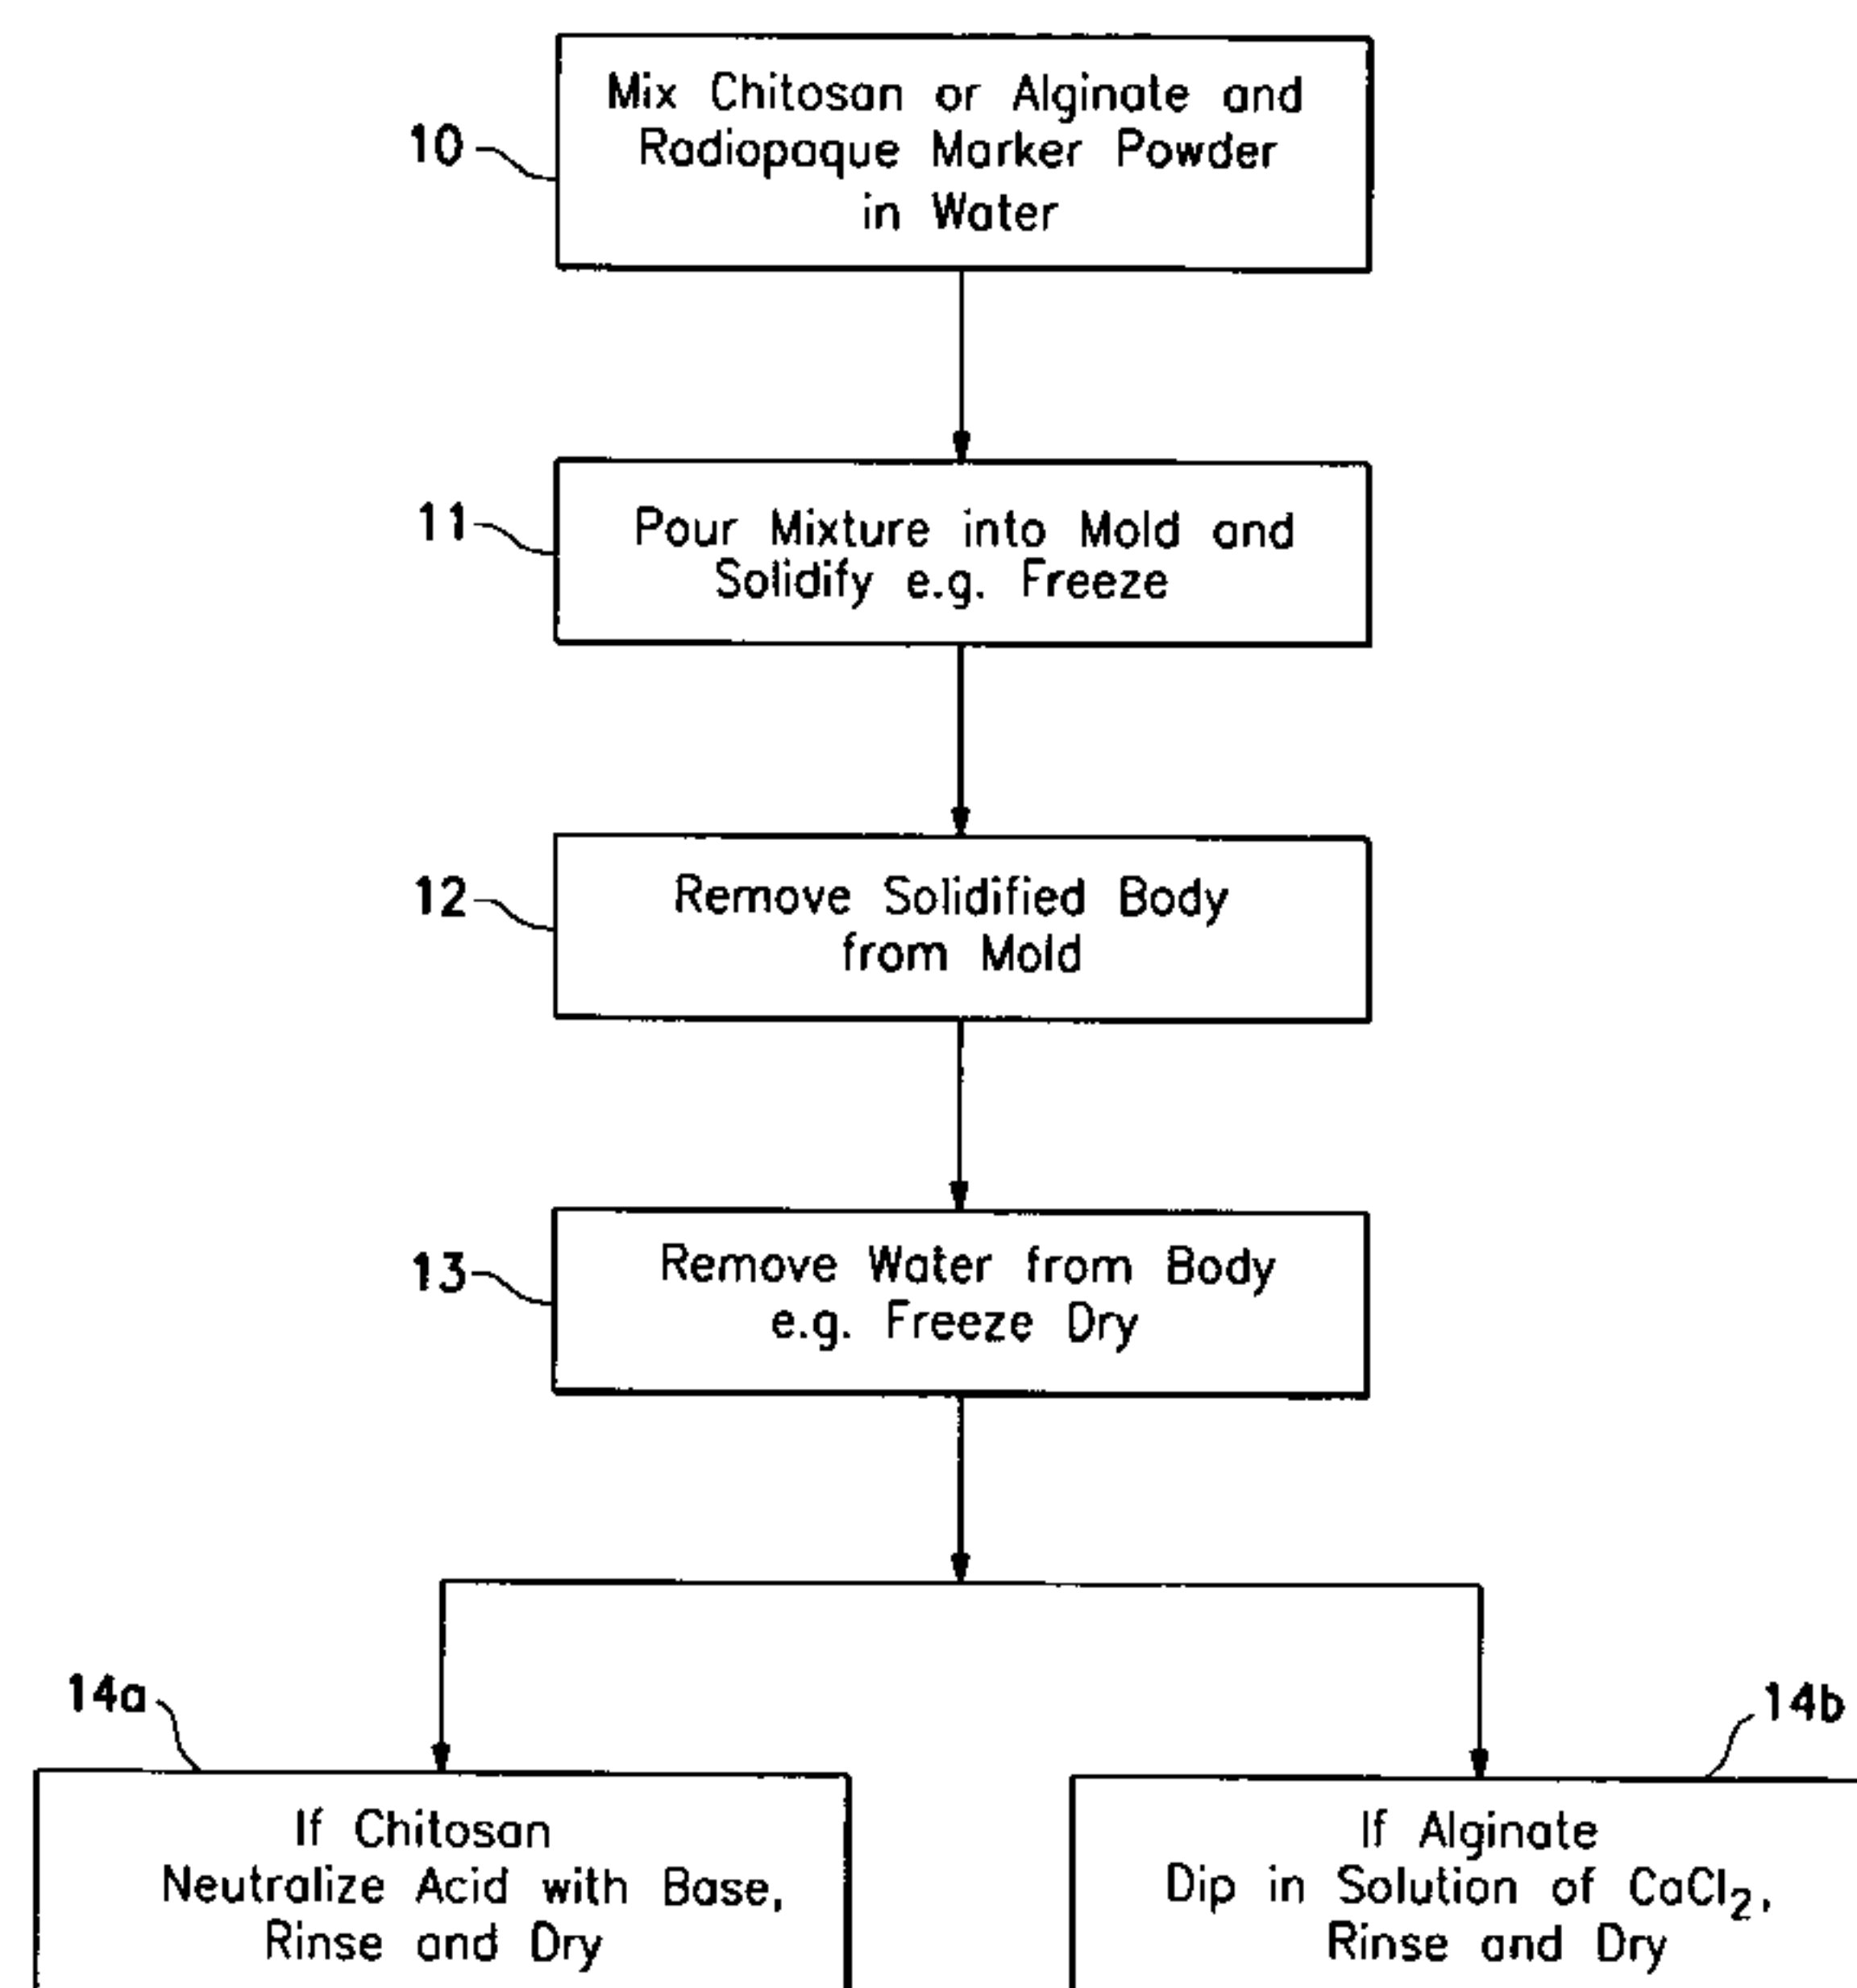 Mix Chitosan or Alginate and
Radiopaque Marker Powder
in Water
10
Pour Mixture into Mold and
Solidify e.g. Freeze
11
Remove Solidified Body
from Mold
12
Remove Water from Body
e.g. Freeze Dry
13
14a
If Chitosan
Neutralize Acid with Base,
Rinse and Dry
14b
If Alginate
Dip in Solution of CaCl₂,
Rinse and Dry